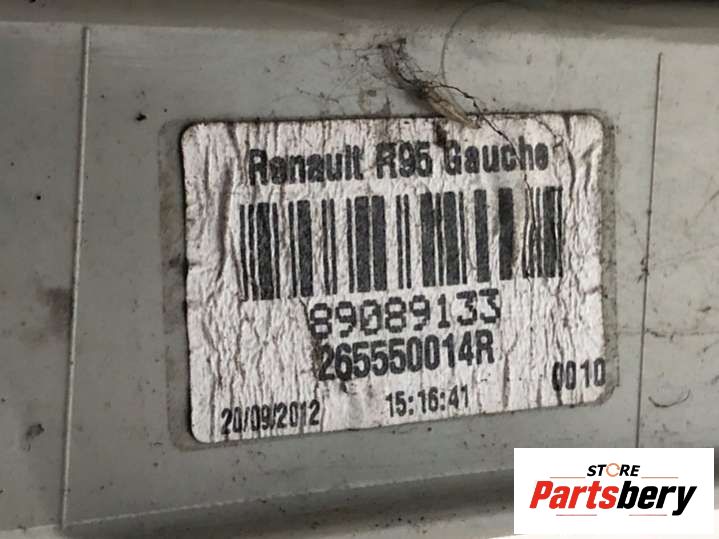 Renault R95 Gauche
89089133
265550014R
20/09/2012 15:16:41 0010
STORE
Partsbery